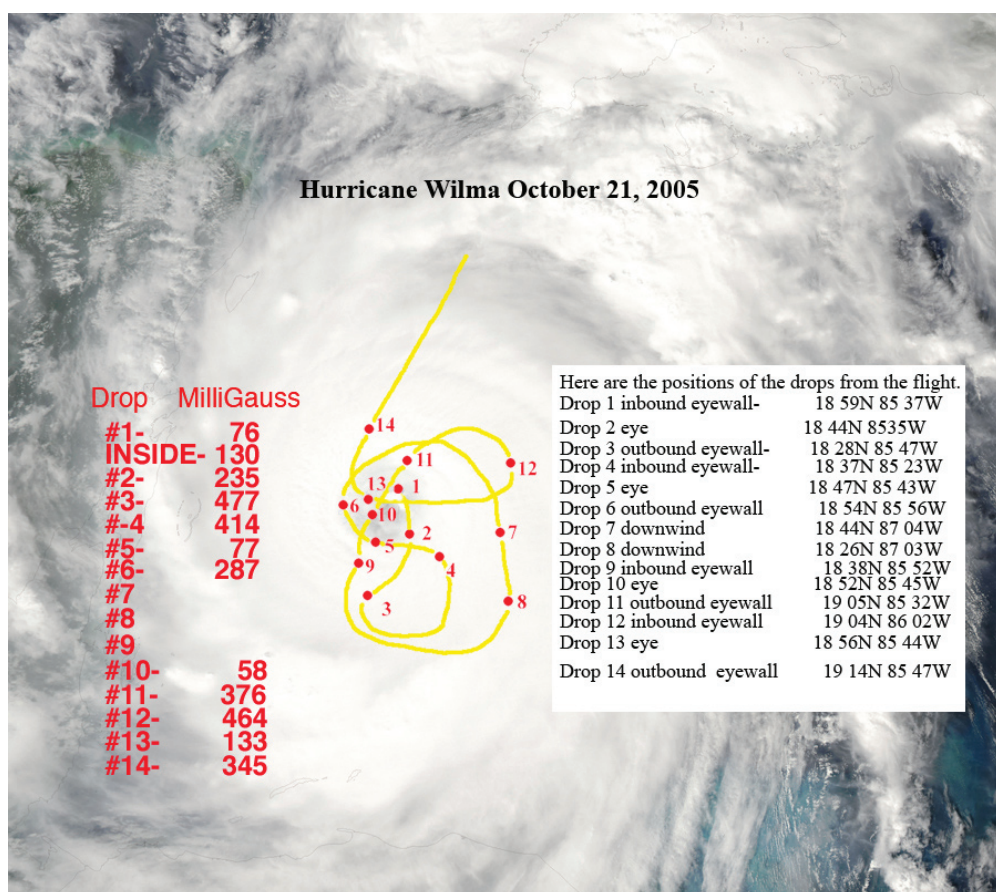 Hurricane Wilma October 21, 2005
14
11
12
13
1
6
10
7
2
5
9
4
3
8
Drop MilliGauss
#1- 76
INSIDE- 130
#2- 235
#3- 477
#-4 414
#5- 77
#6- 287
#7
#8
#9
#10- 58
#11- 376
#12- 464
#13- 133
#14- 345
Here are the positions of the drops from the flight.
Drop 1 inbound eyewall- 18 59N 85 37W
Drop 2 eye 18 44N 8535W
Drop 3 outbound eyewall- 18 28N 85 47W
Drop 4 inbound eyewall- 18 37N 85 23W
Drop 5 eye 18 47N 85 43W
Drop 6 outbound eyewall 18 54N 85 56W
Drop 7 downwind 18 44N 87 04W
Drop 8 downwind 18 26N 87 03W
Drop 9 inbound eyewall 18 38N 85 52W
Drop 10 eye 18 52N 85 45W
Drop 11 outbound eyewall 19 05N 85 32W
Drop 12 inbound eyewall 19 04N 86 02W
Drop 13 eye 18 56N 85 44W
Drop 14 outbound eyewall 19 14N 85 47W